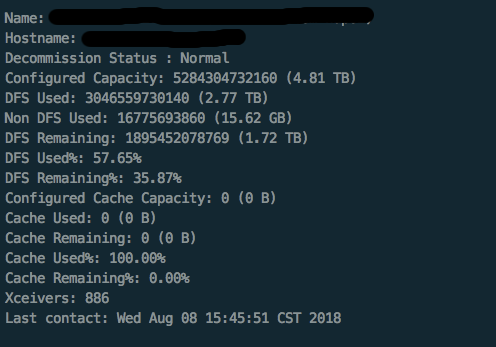 Name:
Hostname:
Decommission Status : Normal
Configured Capacity: 5284304732160 (4.81 TB)
DFS Used: 3046559730140 (2.77 TB)
Non DFS Used: 16775693860 (15.62 GB)
DFS Remaining: 1895452078769 (1.72 TB)
DFS Used%: 57.65%
DFS Remaining%: 35.87%
Configured Cache Capacity: 0 (0 B)
Cache Used: 0 (0 B)
Cache Remaining: 0 (0 B)
Cache Used%: 100.00%
Cache Remaining%: 0.00%
Xceivers: 886
Last contact: Wed Aug 08 15:45:51 CST 2018